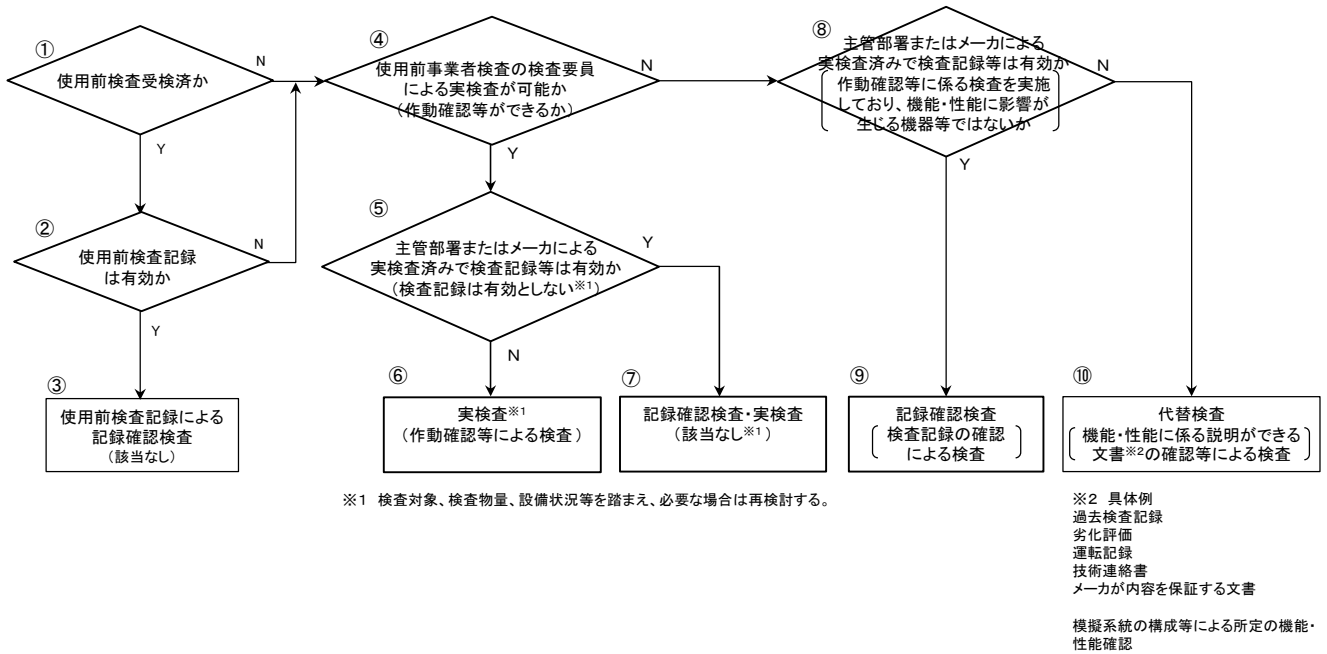 ①
使用前検査受検済か
N
Y
②
使用前検査記録
は有効か
N
Y
③
使用前検査記録による
記録確認検査
(該当なし)
④
使用前事業者検査の検査要員
による実検査が可能か
(作動確認等ができるか)
N
Y
⑤
主管部署またはメーカによる
実検査済みで検査記録等は有効か
(検査記録は有効としない※1)
Y
N
⑥
実検査※1
(作動確認等による検査)
⑦
記録確認検査・実検査
(該当なし※1)
⑧
主管部署またはメーカによる
実検査済みで検査記録等は有効か
作動確認等に係る検査を実施
しており、機能・性能に影響が
生じる機器等ではないか
N
Y
⑨
記録確認検査
検査記録の確認
による検査
⑩
代替検査
機能・性能に係る説明ができる
文書※2の確認等による検査
※1 検査対象、検査物量、設備状況等を踏まえ、必要な場合は再検討する。
※2 具体例
過去検査記録
劣化評価
運転記録
技術連絡書
メーカが内容を保証する文書
模擬系統の構成等による所定の機能・
性能確認